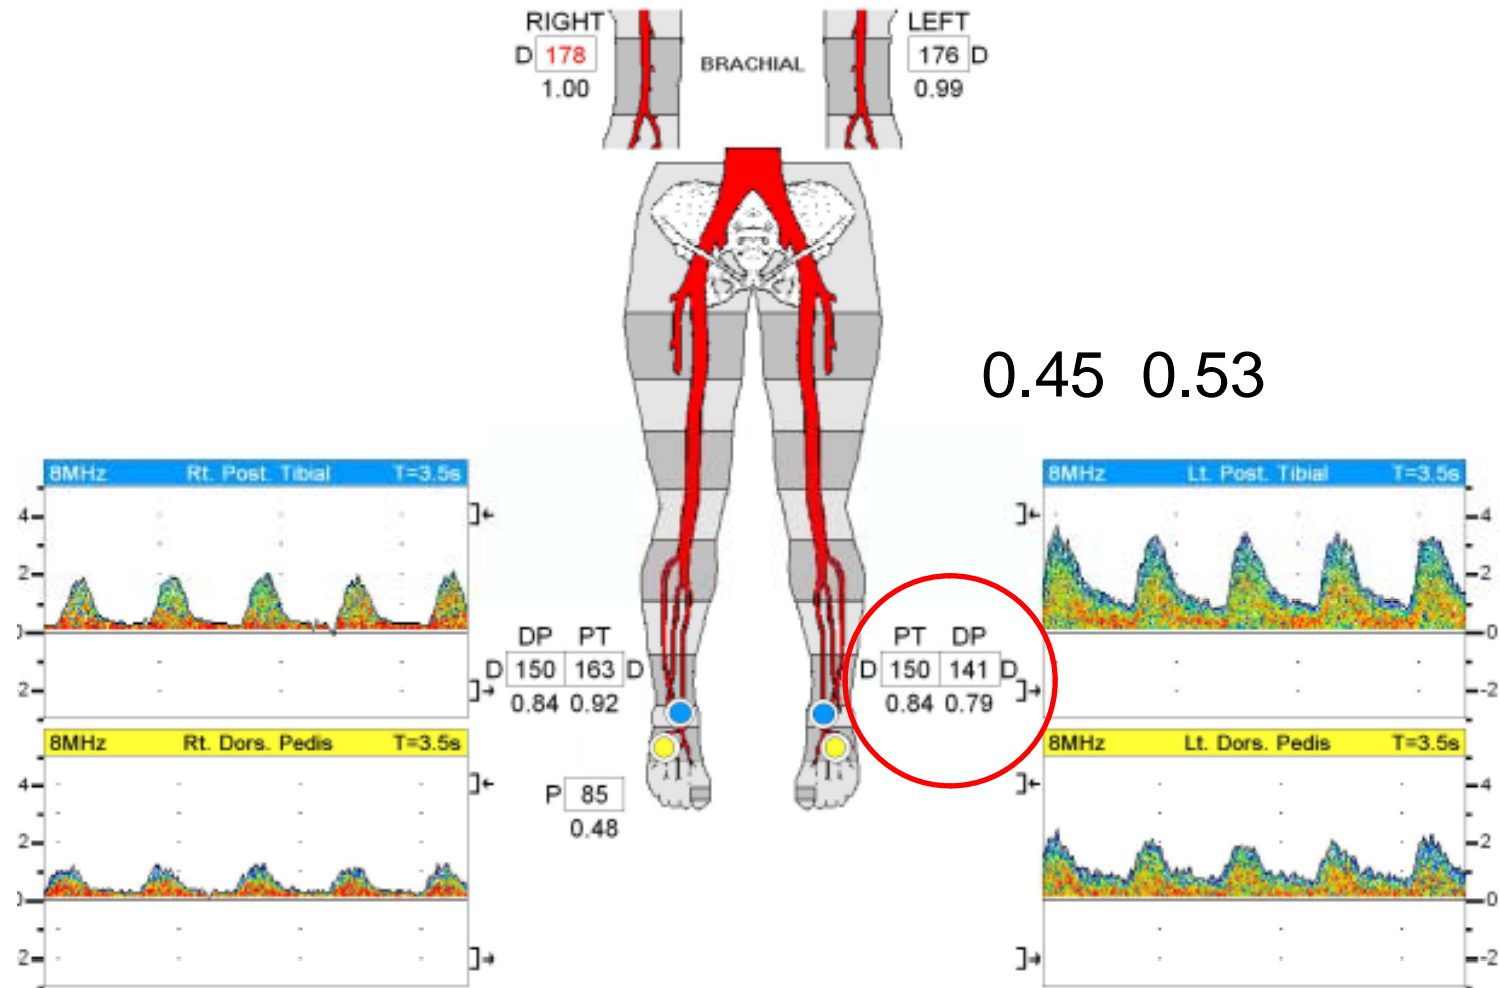 RIGHT
D 178
1.00
BRACHIAL
LEFT
176 D
0.99
0.45 0.53
8MHz Rt. Post. Tibial T=3.5s
4
2
0
2
8MHz Lt. Post. Tibial T=3.5s
4
2
0
-2
DP PT
D 150 163 D
0.84 0.92
PT DP
D 150 141 D
0.84 0.79
8MHz Rt. Dors. Pedis T=3.5s
4
2
0
2
P 85
0.48
8MHz Lt. Dors. Pedis T=3.5s
4
2
0
-2